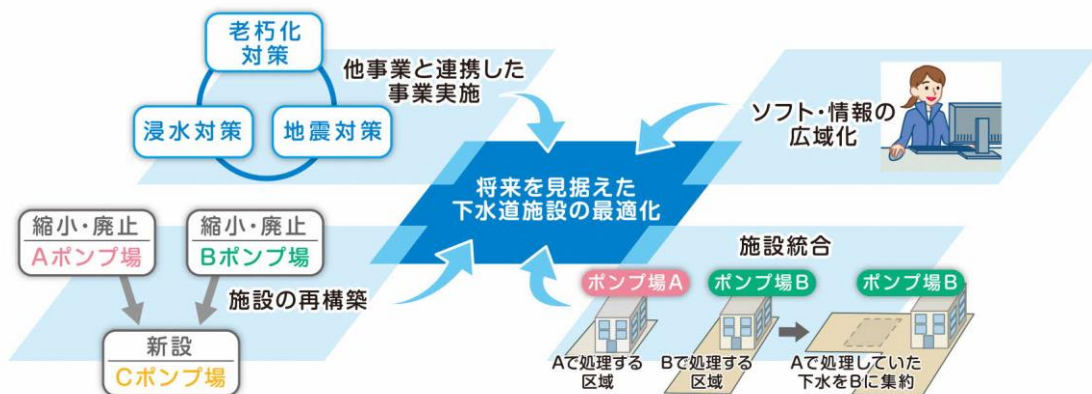 老朽化
対策
浸水対策
地震対策
他事業と連携した
事業実施
ソフト・情報の
広域化
将来を見据えた
下水道施設の最適化
縮小・廃止
Aポンプ場
縮小・廃止
Bポンプ場
施設の再構築
新設
Cポンプ場
施設統合
ポンプ場A
ポンプ場B
ポンプ場B
Aで処理する
区域
Bで処理する
区域
Aで処理していた
下水をBに集約